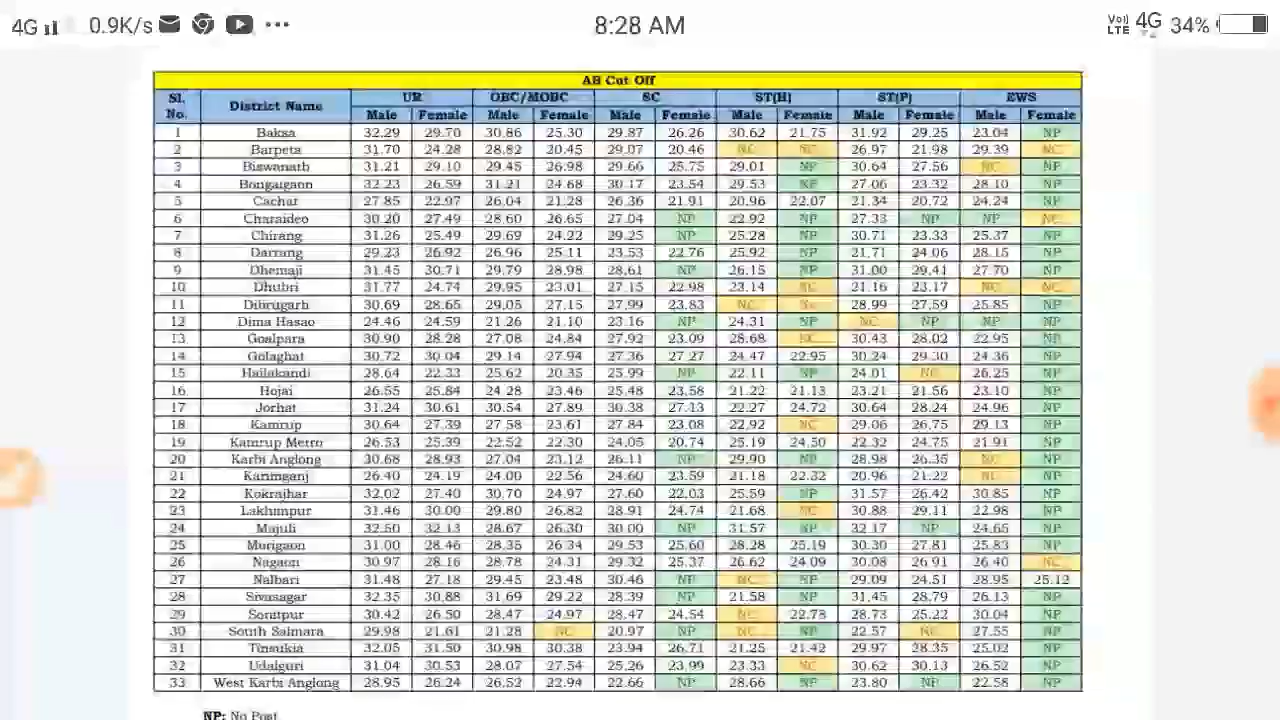 4G 0.9K/s 8:28 AM Vol) LTE 4G 34%
AB Cut Off
Sl. No. District Name UR OBC/MOBC SC ST(H) ST(P) EWS
Male Female Male Female Male Female Male Female Male Female Male Female
1 Baksa 32.29 29.70 30.86 25.30 29.87 26.26 30.62 21.75 31.92 29.25 23.04 NP
2 Barpeta 31.70 24.28 28.82 20.45 29.07 20.46 NC NC 26.97 21.98 29.39 NC
3 Biswanath 31.21 29.10 29.45 26.98 29.66 25.75 29.01 NP 30.64 27.56 NC NP
4 Bongaigaon 32.23 26.59 31.21 24.68 30.17 23.54 29.53 NP 27.06 23.32 28.10 NP
5 Cachar 27.85 22.97 26.04 21.28 26.36 21.91 20.96 22.07 21.34 20.72 24.24 NP
6 Charaideo 30.20 27.49 28.60 26.65 27.04 NP 22.92 NP 27.33 NP NP NC
7 Chirang 31.26 25.49 29.69 24.22 29.25 NP 25.28 NP 30.71 23.33 25.37 NP
8 Darrang 29.23 26.92 26.96 25.11 23.53 22.76 25.92 NP 21.71 24.06 28.15 NP
9 Dhemaji 31.45 30.71 29.79 28.98 28.61 NP 26.15 NP 31.00 29.41 27.70 NP
10 Dhubri 31.77 24.74 29.95 23.01 27.15 22.98 23.14 NC 21.16 23.17 NC NC
11 Dibrugarh 30.69 28.65 29.05 27.15 27.99 23.83 NC NC 28.99 27.59 25.85 NP
12 Dima Hasao 24.46 24.59 21.26 21.10 23.16 NP 24.31 NP NC NP NP NP
13 Goalpara 30.90 28.28 27.08 24.84 27.92 23.09 NC 30.43 28.02 22.95 NP
14 Golaghat 30.72 30.04 29.14 27.94 27.36 27.27 24.47 22.95 30.24 29.30 24.36 NP
15 Hailakandi 28.64 22.33 25.62 20.35 25.99 NP 22.11 NP 24.01 NC 26.25 NP
16 Hojai 26.55 25.84 24.28 23.46 25.48 23.58 21.22 21.13 23.21 21.56 23.10 NP
17 Jorhat 31.24 30.61 30.54 27.89 30.38 27.13 22.27 24.72 30.64 28.24 24.96 NP
18 Kamrup 30.64 27.39 27.58 23.61 27.84 23.08 22.92 NC 29.06 26.75 29.13 NP
19 Kamrup Metro 26.53 25.39 22.52 22.30 24.05 20.74 25.19 24.50 22.32 24.75 21.91 NP
20 Karbi Anglong 30.68 28.93 27.04 23.12 26.11 NP 29.90 NP 28.98 26.35 NC NP
21 Karimganj 26.40 24.19 24.00 22.56 24.60 23.59 21.18 22.32 20.96 21.22 NC NP
22 Kokrajhar 32.02 27.40 30.70 24.97 27.60 22.03 25.59 NP 31.57 26.42 30.85 NP
23 Lakhimpur 31.46 30.00 29.80 26.82 28.91 24.74 21.68 NC 30.88 29.11 22.98 NP
24 Majuli 32.50 32.13 28.67 26.30 30.00 NP 31.57 NP 32.17 NP 24.65 NP
25 Morigaon 31.00 28.46 28.35 26.34 29.53 25.60 28.28 25.19 30.30 27.81 25.83 NP
26 Nagaon 30.97 28.16 28.78 24.31 29.32 25.37 26.62 24.09 30.08 26.91 26.40 NC
27 Nalbari 31.48 27.18 29.45 23.48 30.46 NP NC NP 29.09 24.51 28.95 25.12
28 Sivasagar 32.35 30.88 31.69 29.22 28.39 NP 21.58 NP 31.45 28.79 26.13 NP
29 Sonitpur 30.42 26.50 28.47 24.97 28.47 24.54 NC 22.78 28.73 25.22 30.04 NP
30 South Salmara 29.98 21.61 21.28 NC 20.97 NP NC NP 22.57 NC 27.55 NP
31 Tinsukia 32.05 31.50 30.98 30.38 23.94 26.71 21.25 21.42 29.97 28.35 25.02 NP
32 Udalguri 31.04 30.53 28.07 27.54 25.26 23.99 23.33 NC 30.62 30.13 26.52 NP
33 West Karbi Anglong 28.95 26.24 26.52 22.94 22.66 NP 28.66 NP 23.80 NP 22.58 NP
NP: No Post